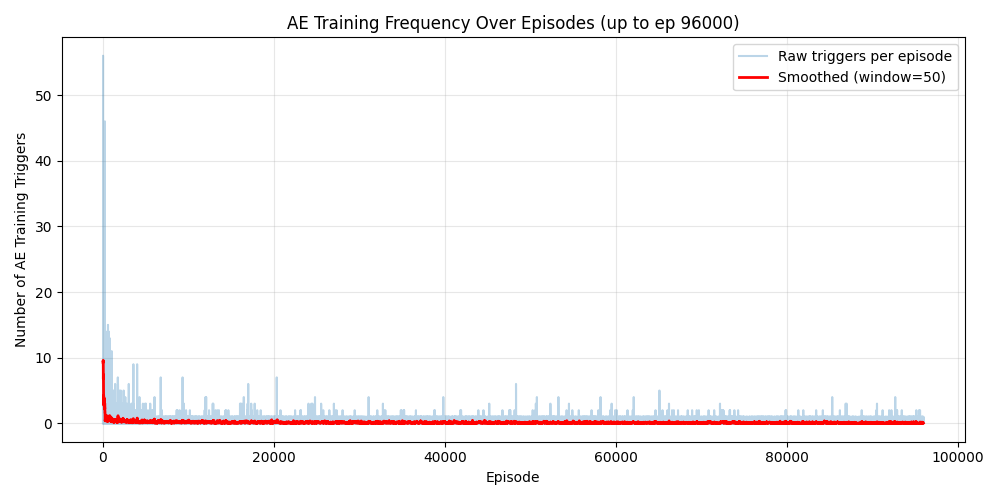 AE Training Frequency Over Episodes (up to ep 96000)
Raw triggers per episode
Smoothed (window=50)
Number of AE Training Triggers
50
40
30
20
10
0
0
20000
40000
60000
80000
100000
Episode